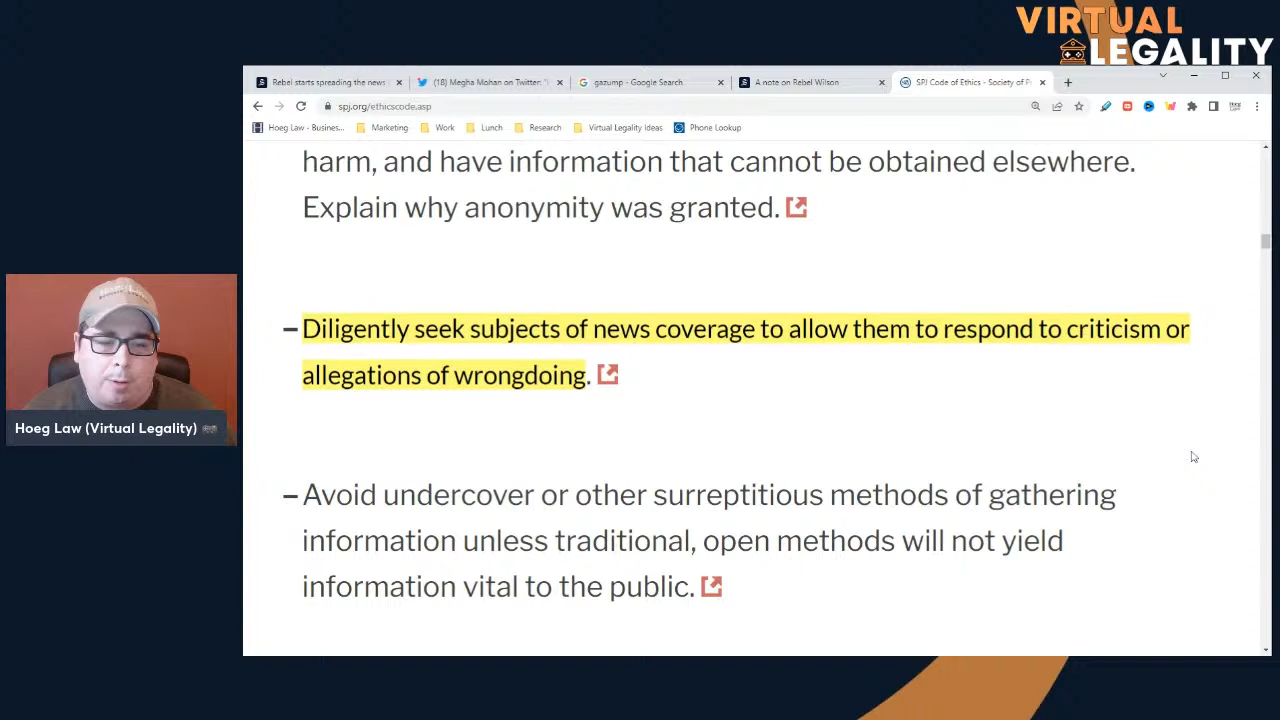 VIRTUAL
LEGALITY
Rebel starts spreading the news
(18) Megha Mohan on Twitter: "
gazump - Google Search
A note on Rebel Wilson
SPJ Code of Ethics - Society of P
spj.org/ethicscode.asp
Hoeg Law - Busines...
Marketing
Work
Lunch
Research
Virtual Legality Ideas
Phone Lookup
harm, and have information that cannot be obtained elsewhere.
Explain why anonymity was granted.
– Diligently seek subjects of news coverage to allow them to respond to criticism or
allegations of wrongdoing.
– Avoid undercover or other surreptitious methods of gathering
information unless traditional, open methods will not yield
information vital to the public.
Hoeg Law (Virtual Legality)